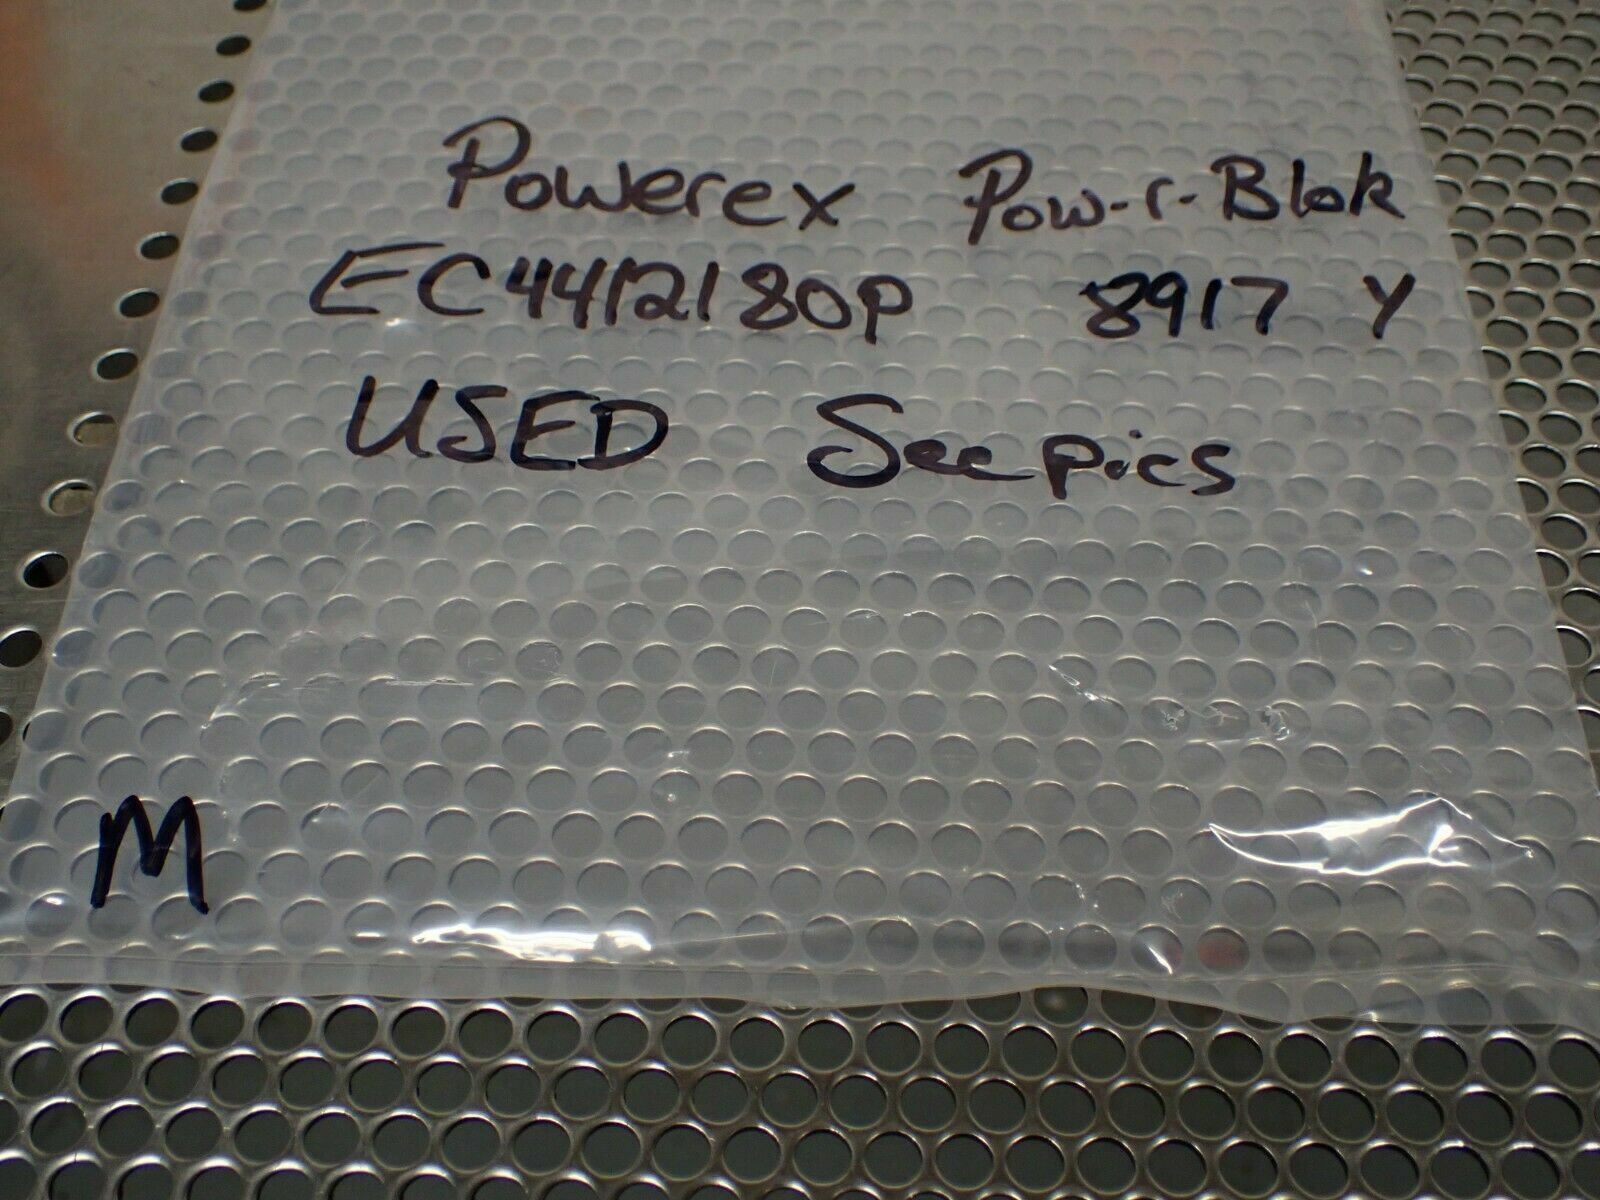 Powerex Pow-r-Blok
EC4412180P 8917 Y
USED See pics
M